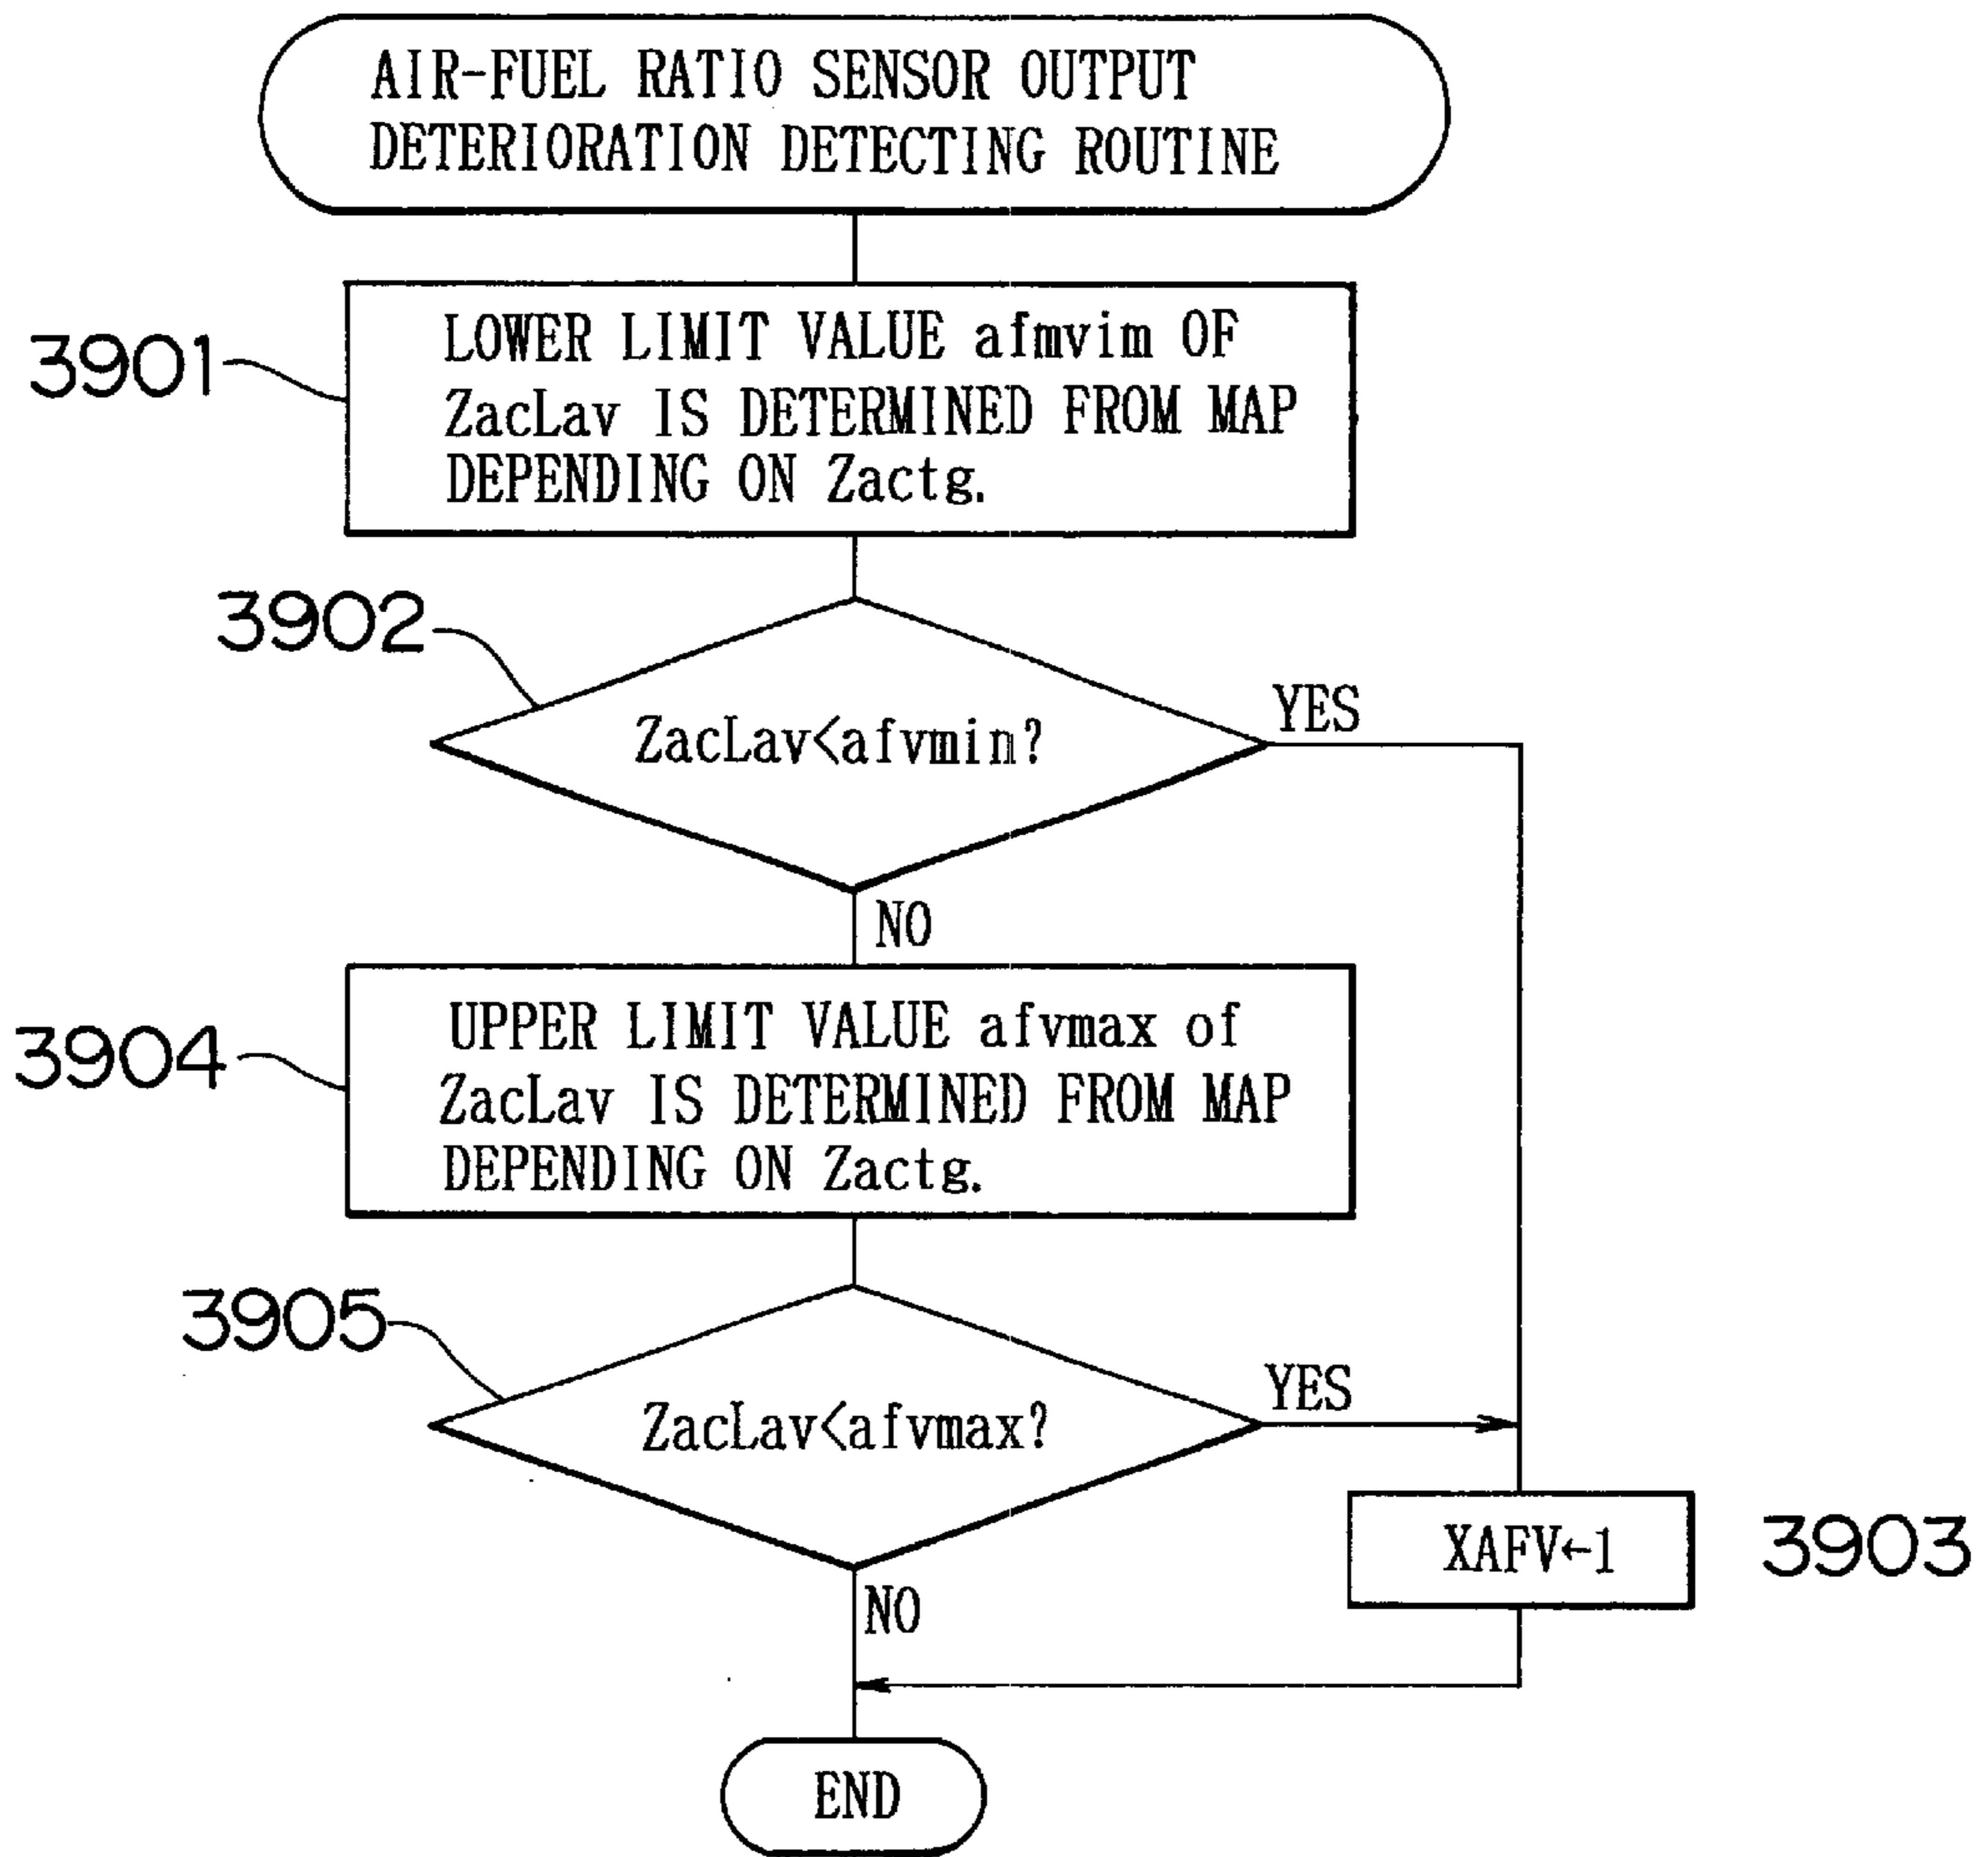 AIR-FUEL RATIO SENSOR OUTPUT
DETERIORATION DETECTING ROUTINE
3901
LOWER LIMIT VALUE afmvim OF
ZacLav IS DETERMINED FROM MAP
DEPENDING ON Zactg.
3902
ZacLav<afvmin?
YES
NO
3904
UPPER LIMIT VALUE afvmax of
ZacLav IS DETERMINED FROM MAP
DEPENDING ON Zactg.
3905
ZacLav<afvmax?
YES
XAFV←1
3903
NO
END